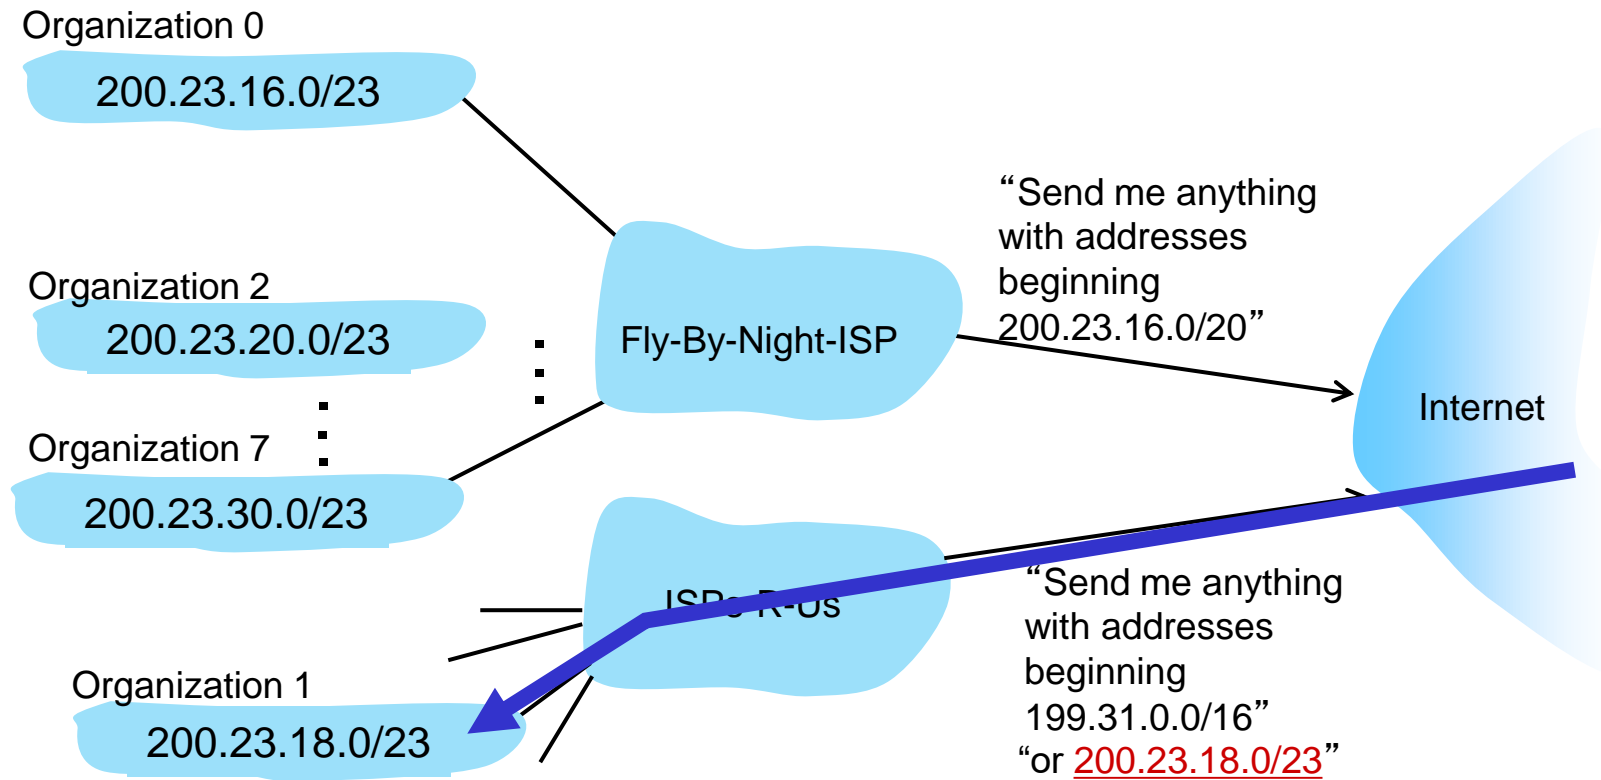 Organization 0
200.23.16.0/23
Organization 2
200.23.20.0/23
Organization 7
200.23.30.0/23
Fly-By-Night-ISP
“Send me anything
with addresses
beginning
200.23.16.0/20”
Internet
ISPs-R-Us
Organization 1
200.23.18.0/23
“Send me anything
with addresses
beginning
199.31.0.0/16”
“or 200.23.18.0/23”